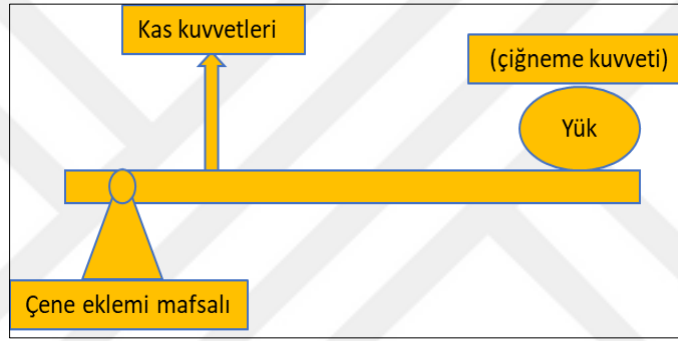 Kas kuvvetleri
(çiğneme kuvveti)
Yük
Çene eklemi mafsalı